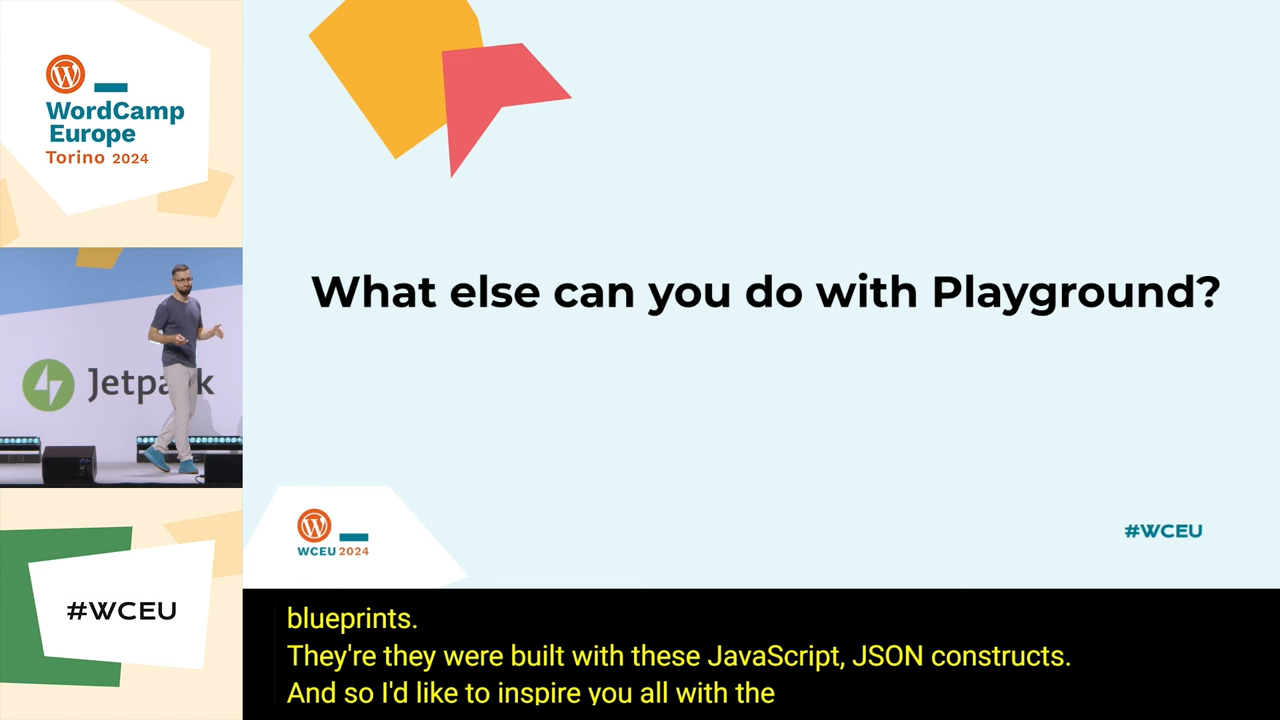 WordCamp
Europe
Torino 2024
What else can you do with Playground?
Jetpa k
WCEU 2024
#WCEU
#WCEU
blueprints.
They're they were built with these JavaScript, JSON constructs.
And so I'd like to inspire you all with the